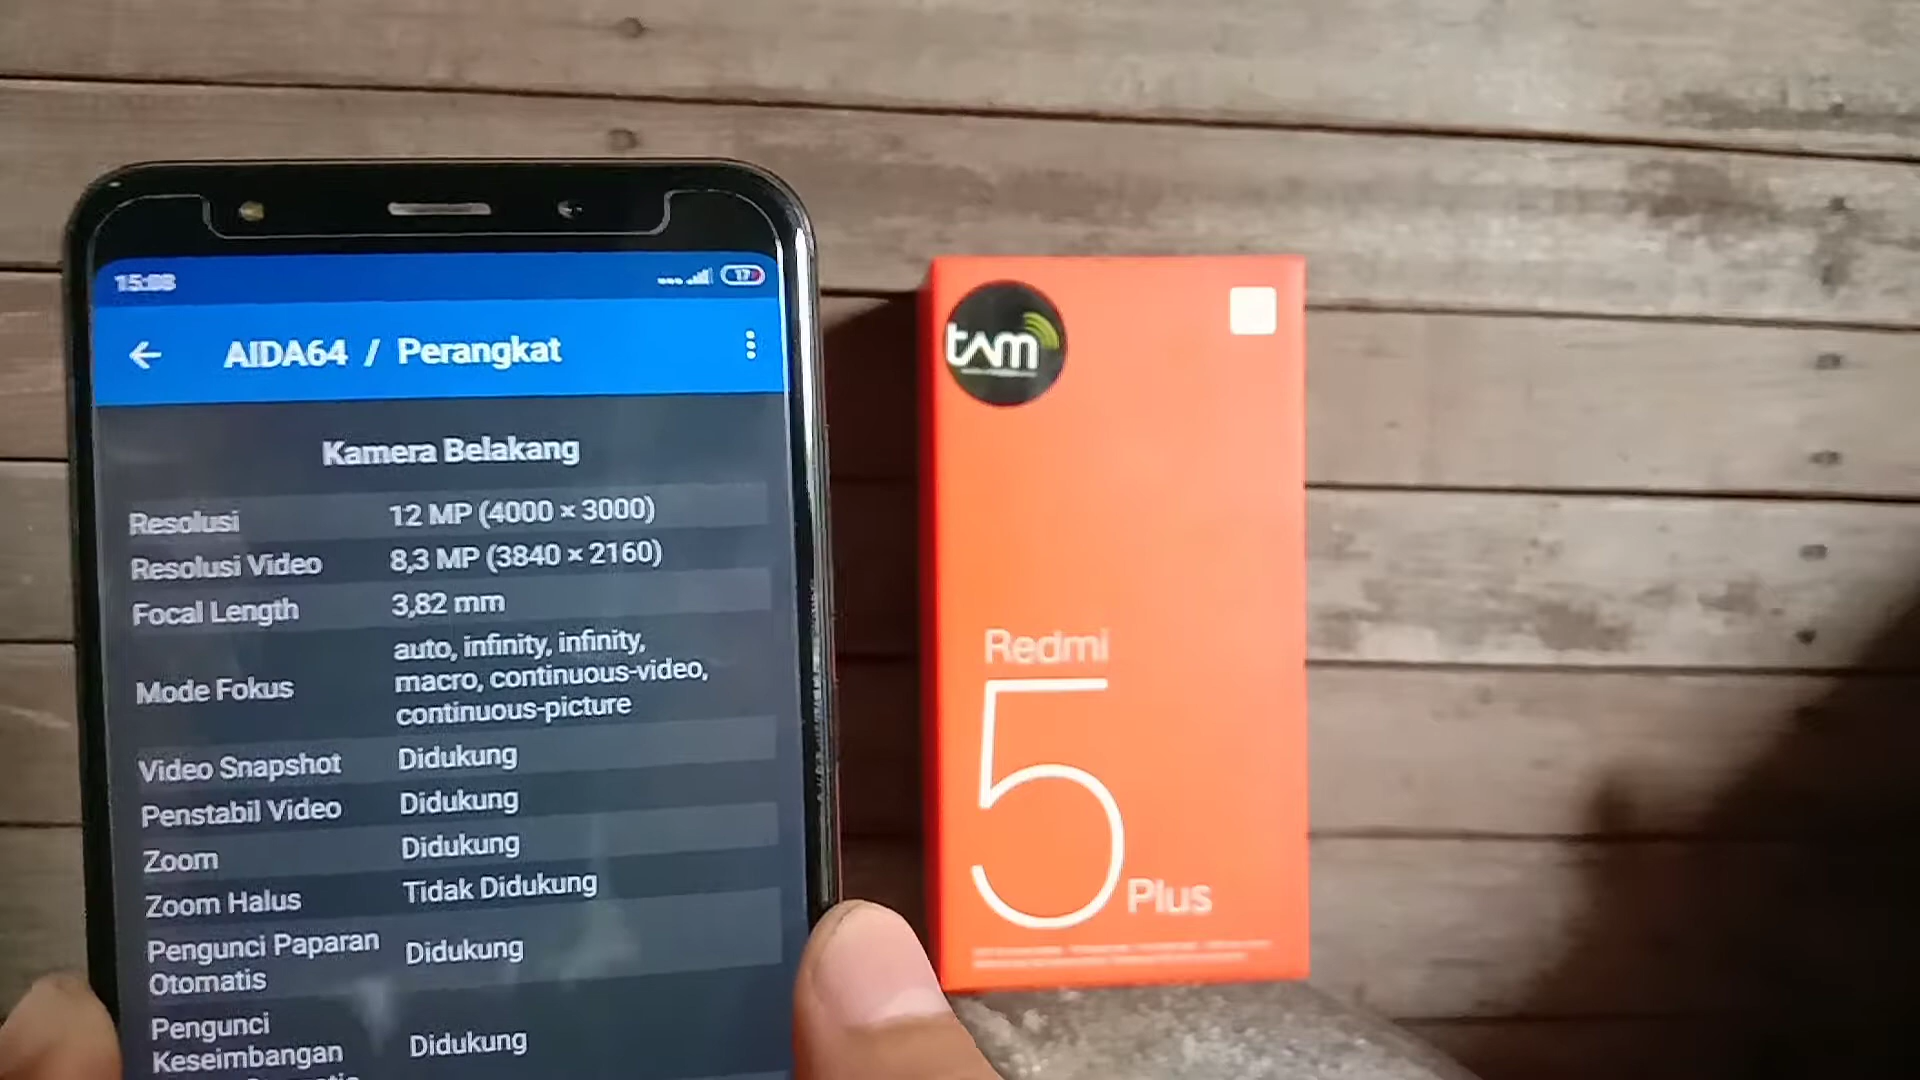 15:08
17
AIDA64 / Perangkat
Kamera Belakang
Resolusi 12 MP (4000 × 3000)
Resolusi Video 8,3 MP (3840 × 2160)
Focal Length 3,82 mm
Mode Fokus auto, infinity, infinity,
macro, continuous-video,
continuous-picture
Video Snapshot Didukung
Penstabil Video Didukung
Zoom Didukung
Zoom Halus Tidak Didukung
Pengunci Paparan
Otomatis Didukung
Pengunci
Keseimbangan Didukung
tam
Redmi
5
Plus